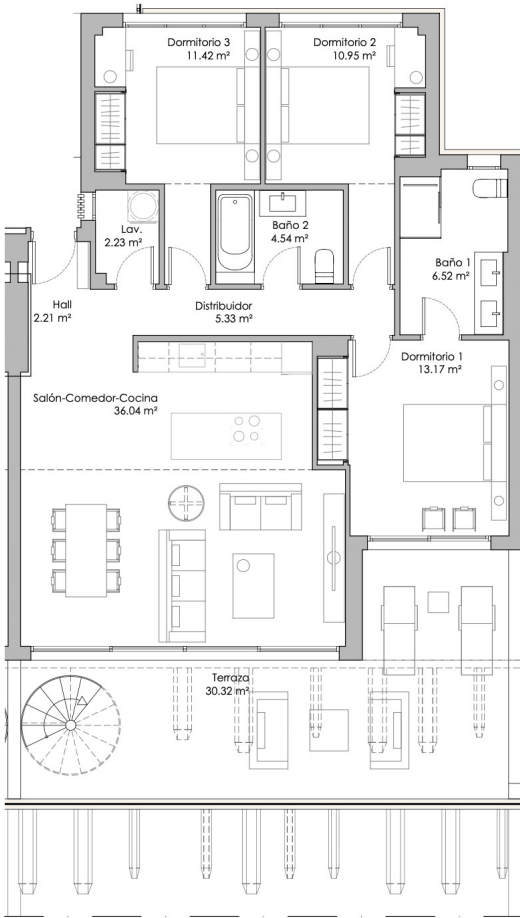 Dormitorio 3
11.42 m²
Dormitorio 2
10.95 m²
Lav.
2.23 m²
Baño 2
4.54 m²
Baño 1
6.52 m²
Hall
2.21 m²
Distribuidor
5.33 m²
Dormitorio 1
13.17 m²
Salón-Comedor-Cocina
36.04 m²
Terraza
30.32 m²